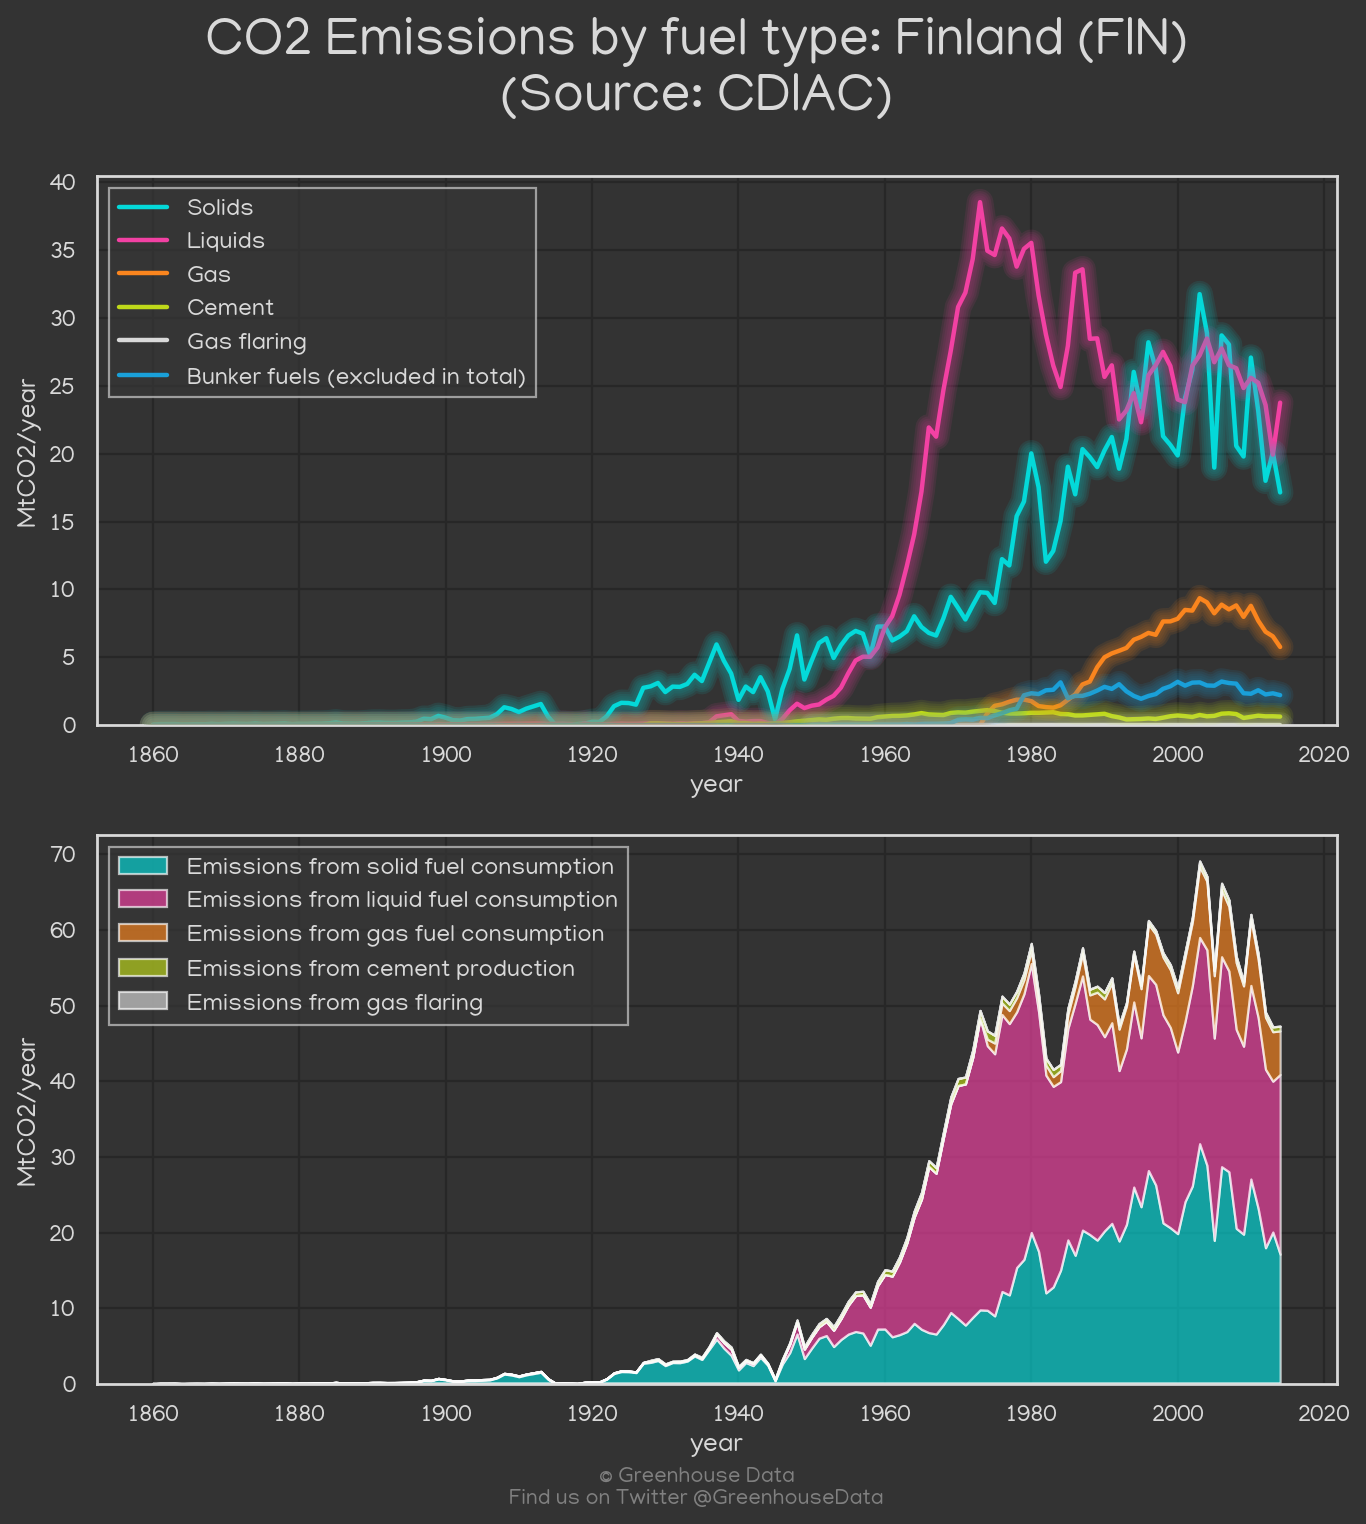 CO2 Emissions by fuel type: Finland (FIN)
(Source: CDIAC)
40
35
30
25
20
15
10
5
0
MtCO2/year
Solids
Liquids
Gas
Cement
Gas flaring
Bunker fuels (excluded in total)
1860 1880 1900 1920 1940 1960 1980 2000 2020
year
70
60
50
40
30
20
10
0
MtCO2/year
Emissions from solid fuel consumption
Emissions from liquid fuel consumption
Emissions from gas fuel consumption
Emissions from cement production
Emissions from gas flaring
1860 1880 1900 1920 1940 1960 1980 2000 2020
year
© Greenhouse Data
Find us on Twitter @GreenhouseData